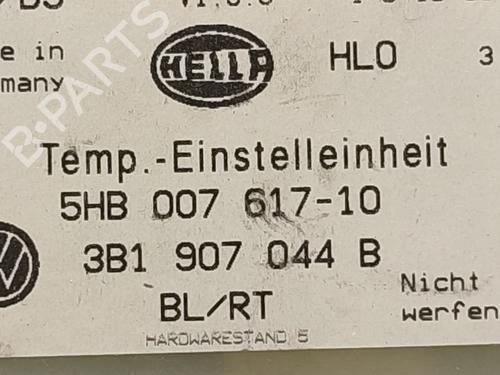 e in
many
HELLA
HLO 3
Temp.-Einstelleinheit
5HB 007 617-10
3B1 907 044 B
BL/RT
Nicht
werfen
HARDWARESTAND 5
B-PARTS